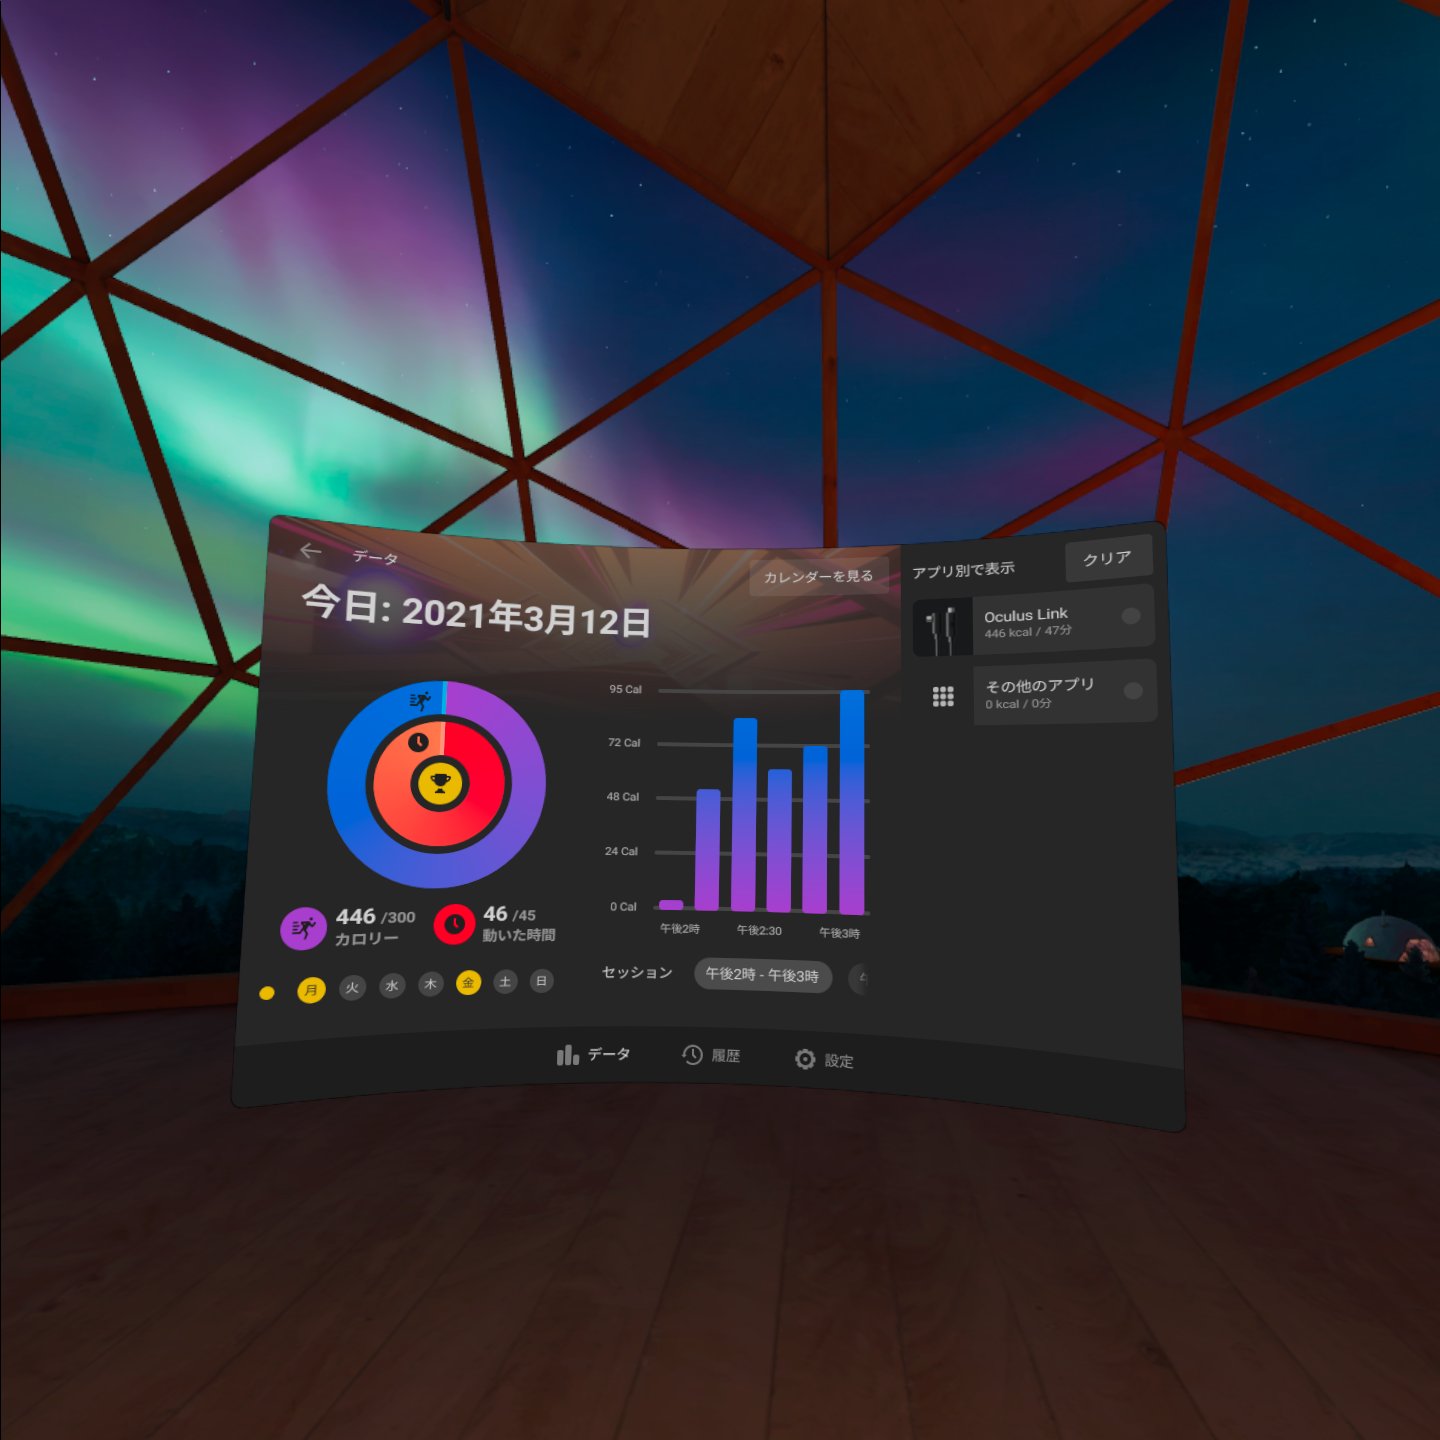 データ
今日: 2021年3月12日
カレンダーを見る
446 /300
カロリー
46 /45
動いた時間
月 火 水 木 金 土 日
95 Cal
72 Cal
48 Cal
24 Cal
0 Cal
午後2時 午後2:30 午後3時
セッション 午後2時 - 午後3時
アプリ別で表示 クリア
Oculus Link
446 kcal / 47分
その他のアプリ
0 kcal / 0分
データ 履歴 設定